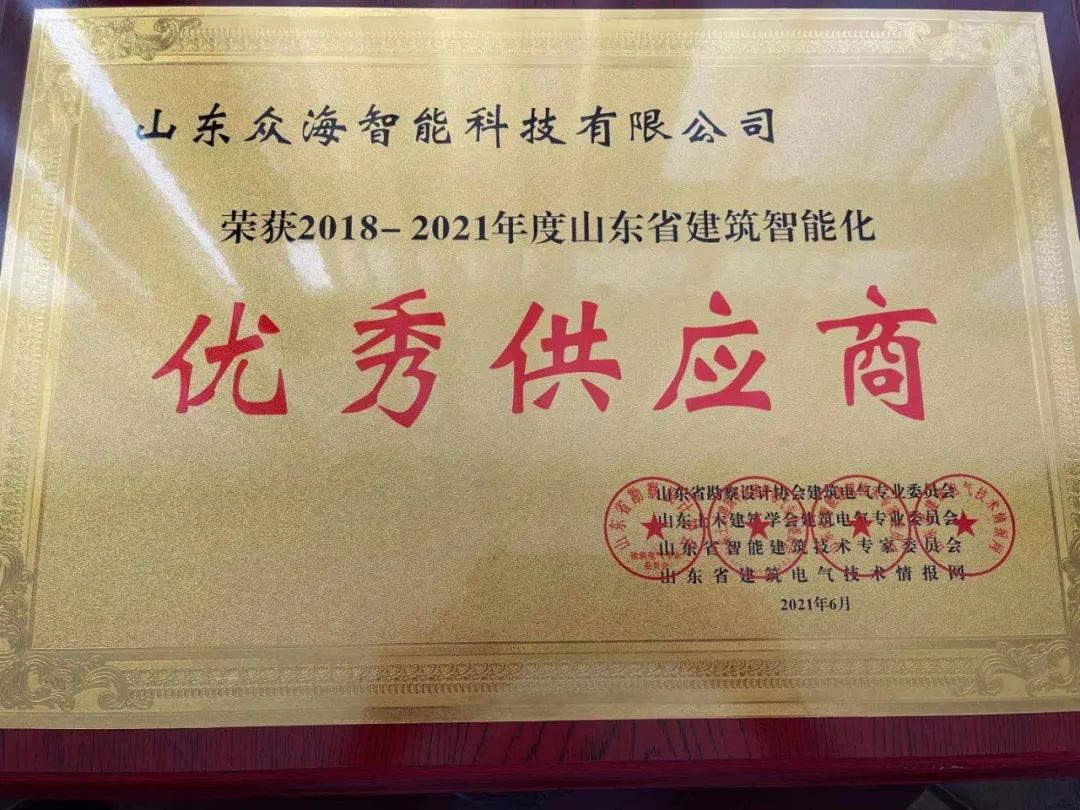 山东众海智能科技有限公司
荣获2018-2021年度山东省建筑智能化
优秀供应商
山东省勘察设计协会建筑电气专业委员会
山东土木建筑学会建筑电气专业委员会
山东省智能建筑技术专家委员会
山东省建筑电气技术情报网
2021年6月